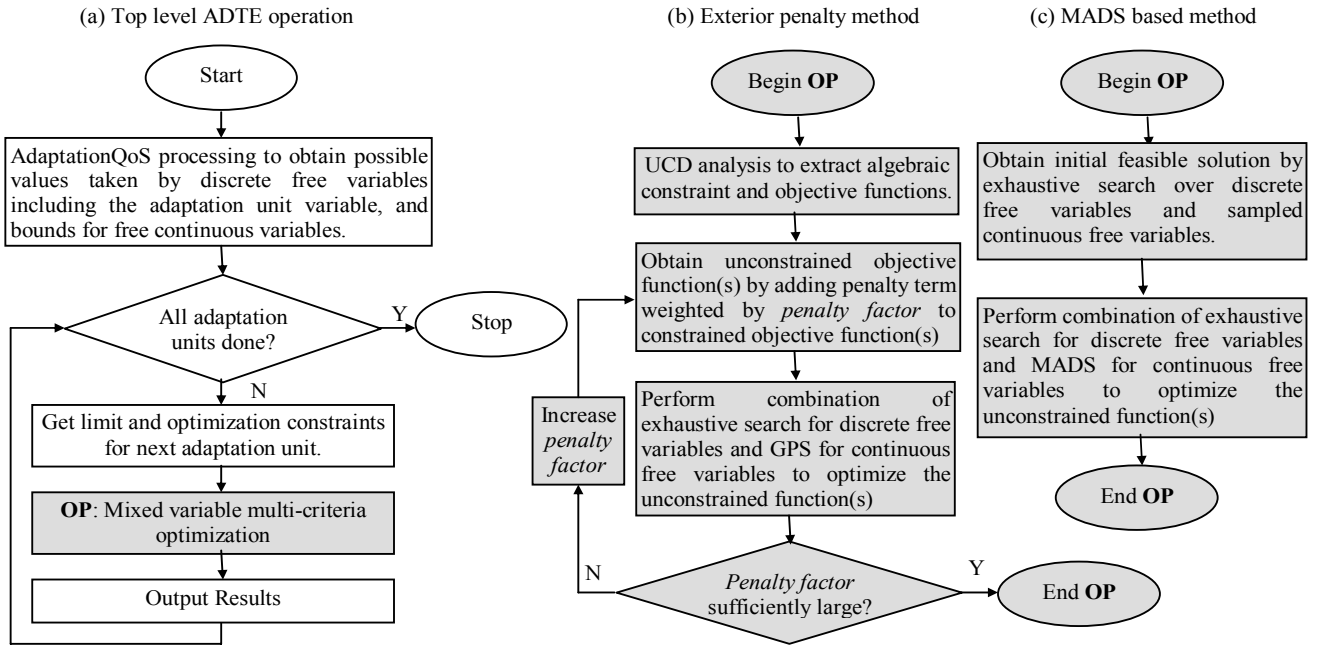 (a) Top level ADTE operation
Start
AdaptationQoS processing to obtain possible
values taken by discrete free variables
including the adaptation unit variable, and
bounds for free continuous variables.
All adaptation
units done?
Y
Stop
N
Get limit and optimization constraints
for next adaptation unit.
OP: Mixed variable multi-criteria
optimization
Output Results
(b) Exterior penalty method
Begin OP
UCD analysis to extract algebraic
constraint and objective functions.
Obtain unconstrained objective
function(s) by adding penalty term
weighted by penalty factor to
constrained objective function(s)
Increase
penalty
factor
Perform combination of
exhaustive search for discrete free
variables and GPS for continuous
free variables to optimize the
unconstrained function(s)
N
Penalty factor
sufficiently large?
Y
End OP
(c) MADS based method
Begin OP
Obtain initial feasible solution by
exhaustive search over discrete
free variables and sampled
continuous free variables.
Perform combination of exhaustive
search for discrete free variables
and MADS for continuous free
variables to optimize the
unconstrained function(s)
End OP